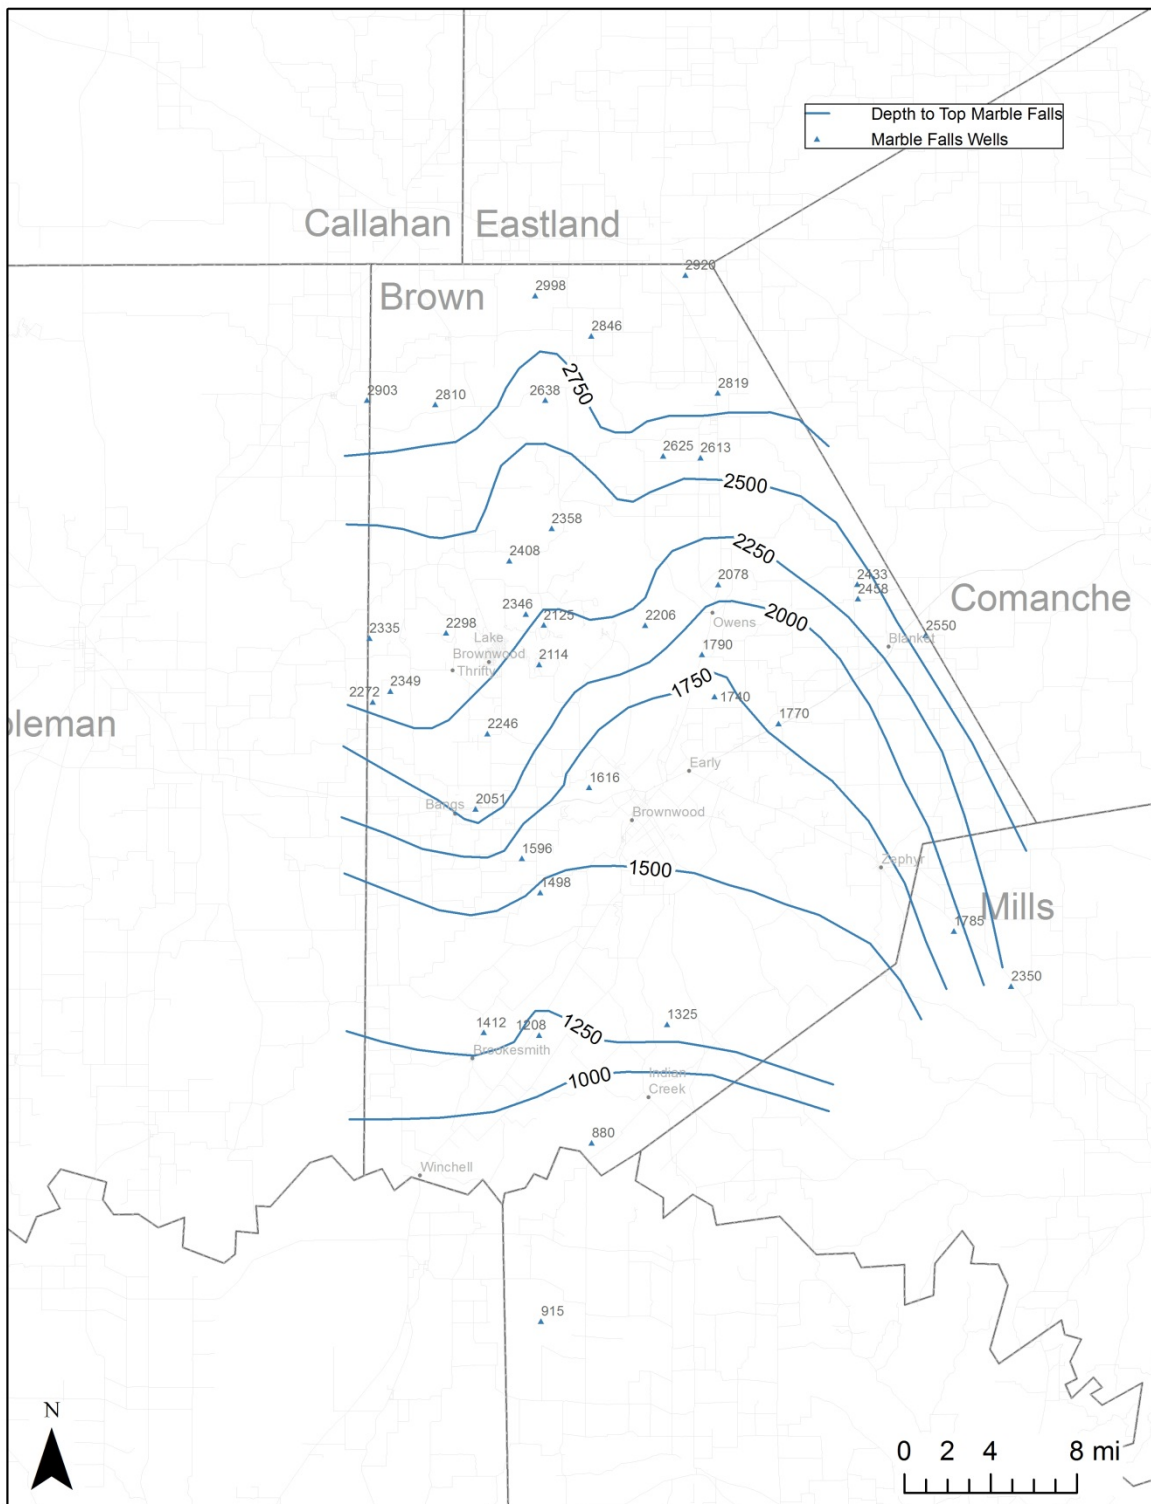 Depth to Top Marble Falls
Marble Falls Wells
Callahan
Eastland
2920
Brown
2998
2846
2750
2903
2810
2638
2819
2625
2613
2500
2358
2408
2250
2078
2433
2458
Comanche
2346
2125
2206
Owens
2000
2550
2335
2298
Lake
Brownwood
Thrifty
2114
1790
Blanket
2272
2349
1750
1740
oleman
2246
1770
Early
1616
Bangs
2051
Brownwood
1596
1500
Zephyr
1498
Mills
1785
2350
1412
1208
1250
1325
Brookesmith
1000
Indian
Creek
880
Winchell
915
N
0 2 4 8 mi